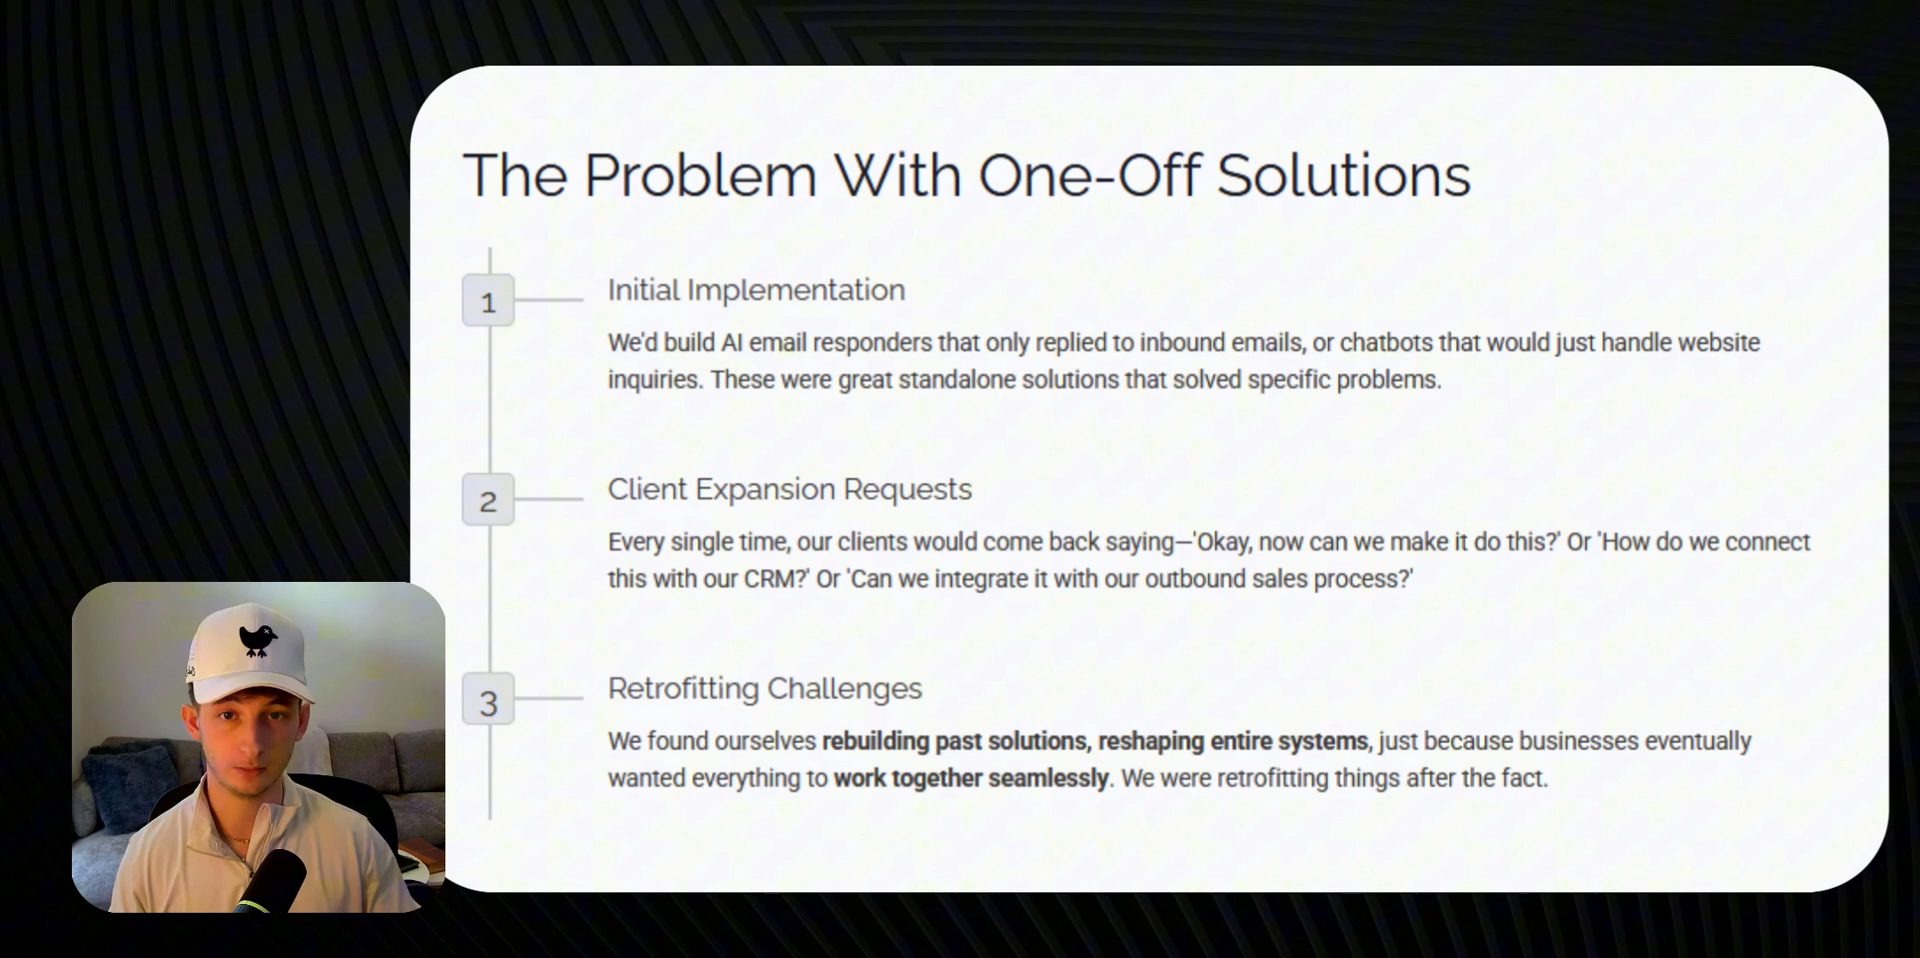 The Problem With One-Off Solutions
1
Initial Implementation
We'd build AI email responders that only replied to inbound emails, or chatbots that would just handle website
inquiries. These were great standalone solutions that solved specific problems.
2
Client Expansion Requests
Every single time, our clients would come back saying—'Okay, now can we make it do this?' Or 'How do we connect
this with our CRM?' Or 'Can we integrate it with our outbound sales process?'
3
Retrofitting Challenges
We found ourselves rebuilding past solutions, reshaping entire systems, just because businesses eventually
wanted everything to work together seamlessly. We were retrofitting things after the fact.